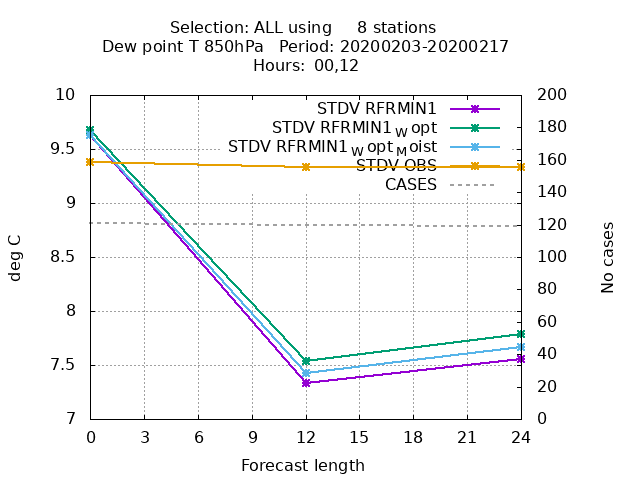 Selection: ALL using     8 stations
Dew point T 850hPa   Period: 20200203-20200217
Hours: 00,12
10
9.5
9
8.5
8
7.5
7
deg C
STDV RFRMIN1
STDV RFRMIN1_W opt
STDV RFRMIN1_W opt_M oist
STDV OBS
CASES
200
180
160
140
120
100
80
60
40
20
0
No cases
0 3 6 9 12 15 18 21 24
Forecast length